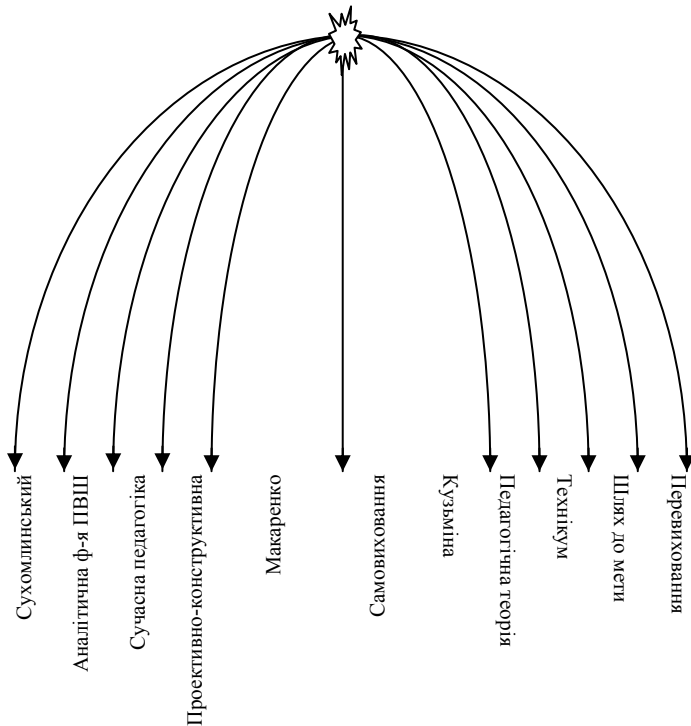 Сухомлинський
Аналітична ф-я ПВШ
Сучасна педагогіка
Проективно-конструктивна
Макаренко
Самовиховання
Кузьміна
Педагогічна теорія
Технікум
Шлях до мети
Перевиховання